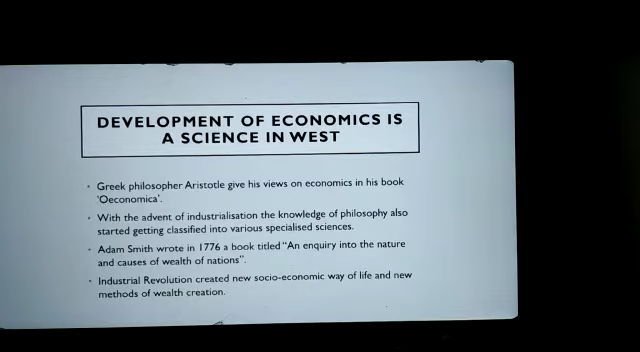 DEVELOPMENT OF ECONOMICS IS
A SCIENCE IN WEST
Greek philosopher Aristotle give his views on economics in his book
'Oeconomica'.
With the advent of industrialisation the knowledge of philosophy also
started getting classified into various specialised sciences.
Adam Smith wrote in 1776 a book titled "An enquiry into the nature
and causes of wealth of nations".
Industrial Revolution created new socio-economic way of life and new
methods of wealth creation.